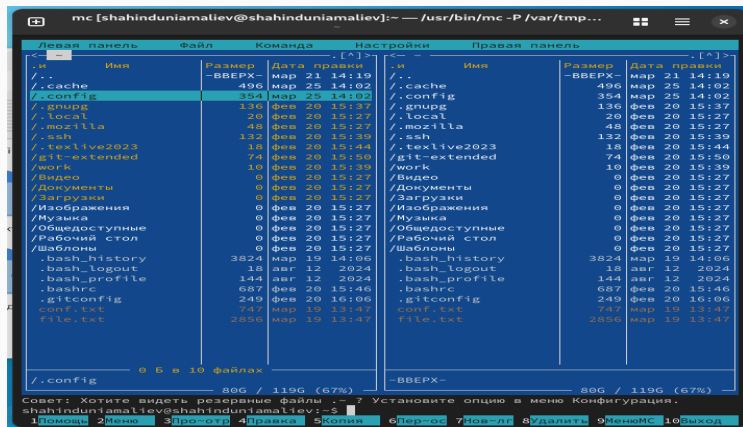 mc [shahinduniamaliev@shahinduniamaliev]:~ — /usr/bin/mc -P /var/tmp...
Левая панель Файл Команда Настройки Правая панель
<— ~ .[^]> <— ~ .[^]>
.и Имя Размер Дата правки .и Имя Размер Дата правки
/.. -ВВЕРХ- мар 21 14:19 /.. -ВВЕРХ- мар 21 14:19
/.cache 496 мар 25 14:02 /.cache 496 мар 25 14:02
/.config 354 мар 25 14:02 /.config 354 мар 25 14:02
/.gnupg 136 фев 20 15:37 /.gnupg 136 фев 20 15:37
/.local 20 фев 20 15:27 /.local 20 фев 20 15:27
/.mozilla 48 фев 20 15:27 /.mozilla 48 фев 20 15:27
/.ssh 132 фев 20 15:39 /.ssh 132 фев 20 15:39
/.texlive2023 18 фев 20 15:44 /.texlive2023 18 фев 20 15:44
/git-extended 74 фев 20 15:50 /git-extended 74 фев 20 15:50
/work 10 фев 20 15:39 /work 10 фев 20 15:39
/Видео 0 фев 20 15:27 /Видео 0 фев 20 15:27
/Документы 0 фев 20 15:27 /Документы 0 фев 20 15:27
/Загрузки 0 фев 20 15:27 /Загрузки 0 фев 20 15:27
/Изображения 0 фев 20 15:27 /Изображения 0 фев 20 15:27
/Музыка 0 фев 20 15:27 /Музыка 0 фев 20 15:27
/Общедоступные 0 фев 20 15:27 /Общедоступные 0 фев 20 15:27
/Рабочий стол 0 фев 20 15:27 /Рабочий стол 0 фев 20 15:27
/Шаблоны 0 фев 20 15:27 /Шаблоны 0 фев 20 15:27
.bash_history 3824 мар 19 14:06 .bash_history 3824 мар 19 14:06
.bash_logout 18 авг 12 2024 .bash_logout 18 авг 12 2024
.bash_profile 144 авг 12 2024 .bash_profile 144 авг 12 2024
.bashrc 687 фев 20 15:46 .bashrc 687 фев 20 15:46
.gitconfig 249 фев 20 16:06 .gitconfig 249 фев 20 16:06
conf.txt 747 мар 19 13:47 conf.txt 747 мар 19 13:47
file.txt 2856 мар 19 13:47 file.txt 2856 мар 19 13:47
0 Б в 10 файлах
/.config -ВВЕРХ-
80G / 119G (67%) 80G / 119G (67%)
Совет: Хотите видеть резервные файлы .~ ? Установите опцию в меню Конфигурация.
shahinduniamaliev@shahinduniamaliev:~$
1Помощь 2Меню 3Про~отр 4Правка 5Копия 6Пер~ос 7Нов~лг 8Удалить 9МенюМС 10Выход